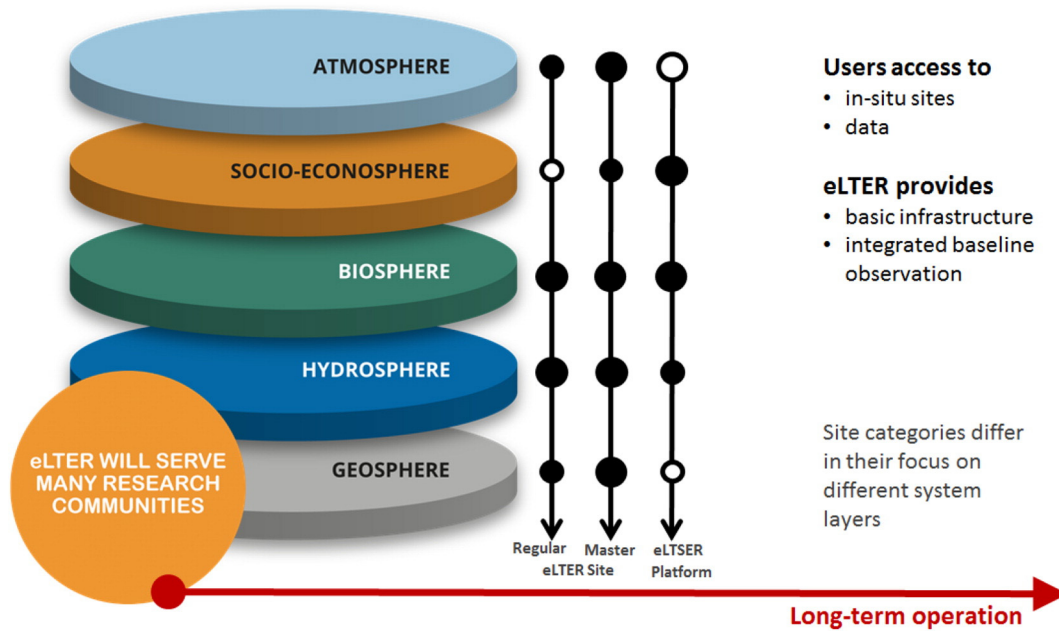 ATMOSPHERE
SOCIO-ECONOSPHERE
BIOSPHERE
HYDROSPHERE
GEOSPHERE
eLTER WILL SERVE
MANY RESEARCH
COMMUNITIES
Regular Master
eLTER Site
eLTSER
Platform
Users access to
• in-situ sites
• data
eLTER provides
• basic infrastructure
• integrated baseline
observation
Site categories differ
in their focus on
different system
layers
Long-term operation